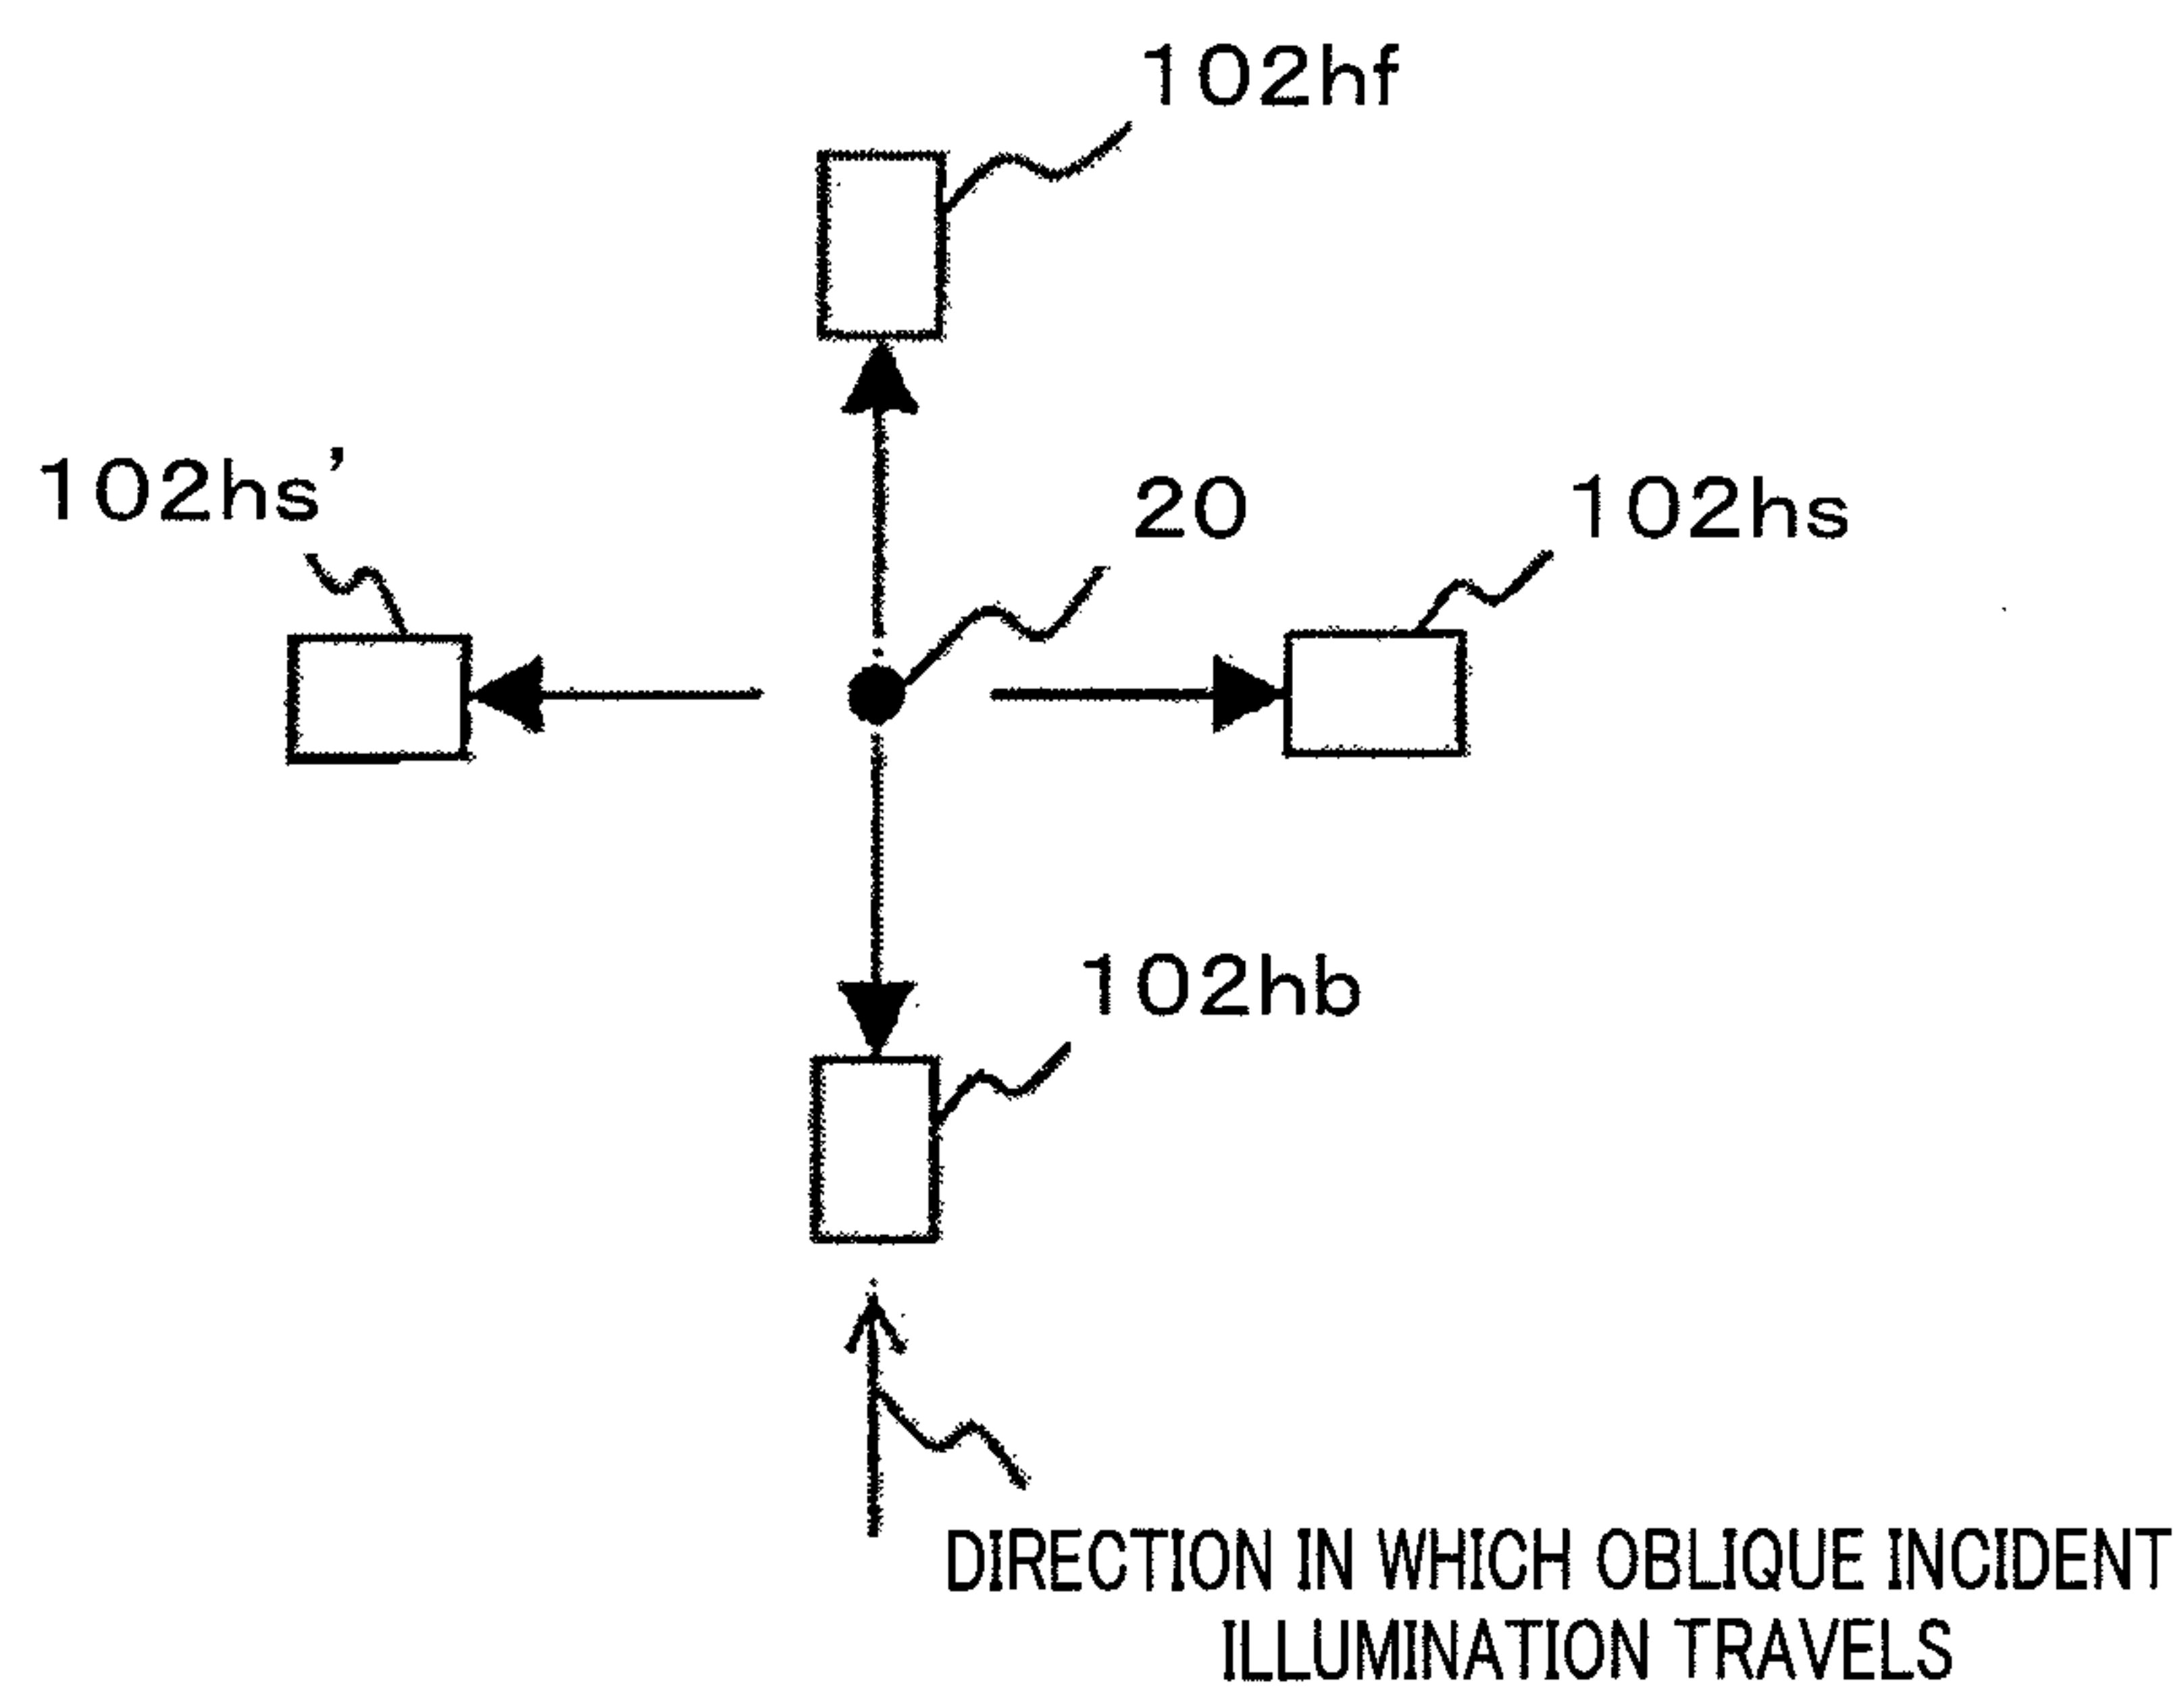 102hf
102hs’
20
102hs
102hb
DIRECTION IN WHICH OBLIQUE INCIDENT
ILLUMINATION TRAVELS